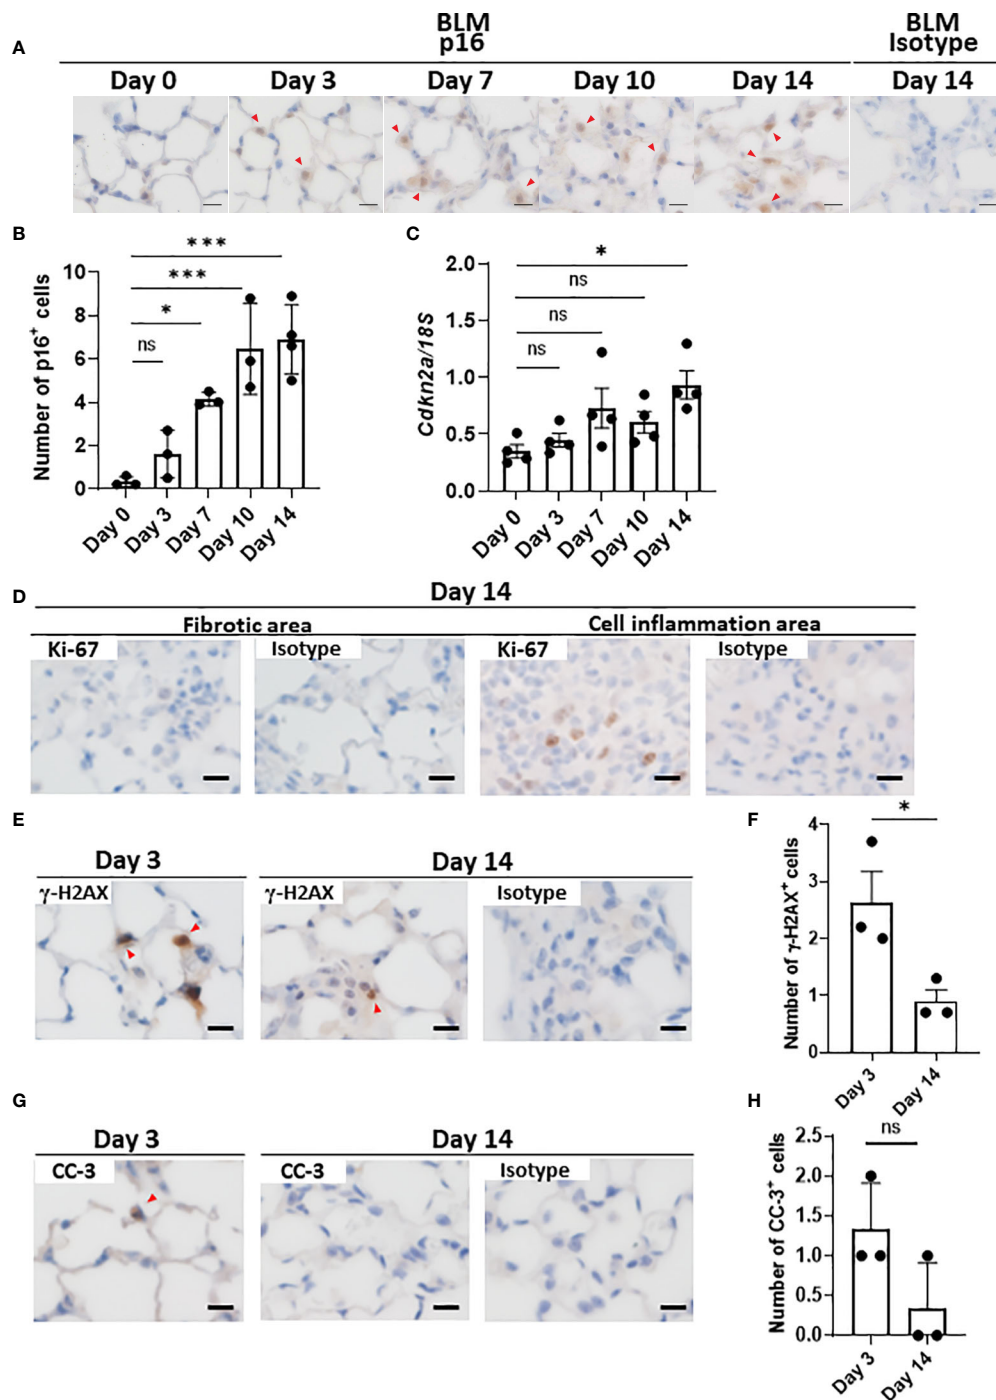 A
BLM
p16
BLM
Isotype
Day 0
Day 3
Day 7
Day 10
Day 14
Day 14
B
Number of p16+ cells
10
8
6
4
2
0
ns
*
***
***
Day 0
Day 3
Day 7
Day 10
Day 14
C
Cdkn2a/18S
2.0
1.5
1.0
0.5
0.0
ns
ns
ns
*
Day 0
Day 3
Day 7
Day 10
Day 14
D
Day 14
Fibrotic area
Cell inflammation area
Ki-67
Isotype
Ki-67
Isotype
E
Day 3
Day 14
γ-H2AX
γ-H2AX
Isotype
F
Number of γ-H2AX+ cells
4
3
2
1
0
*
Day 3
Day 14
G
Day 3
Day 14
CC-3
CC-3
Isotype
H
Number of CC-3+ cells
2.5
2.0
1.5
1.0
0.5
0.0
ns
Day 3
Day 14